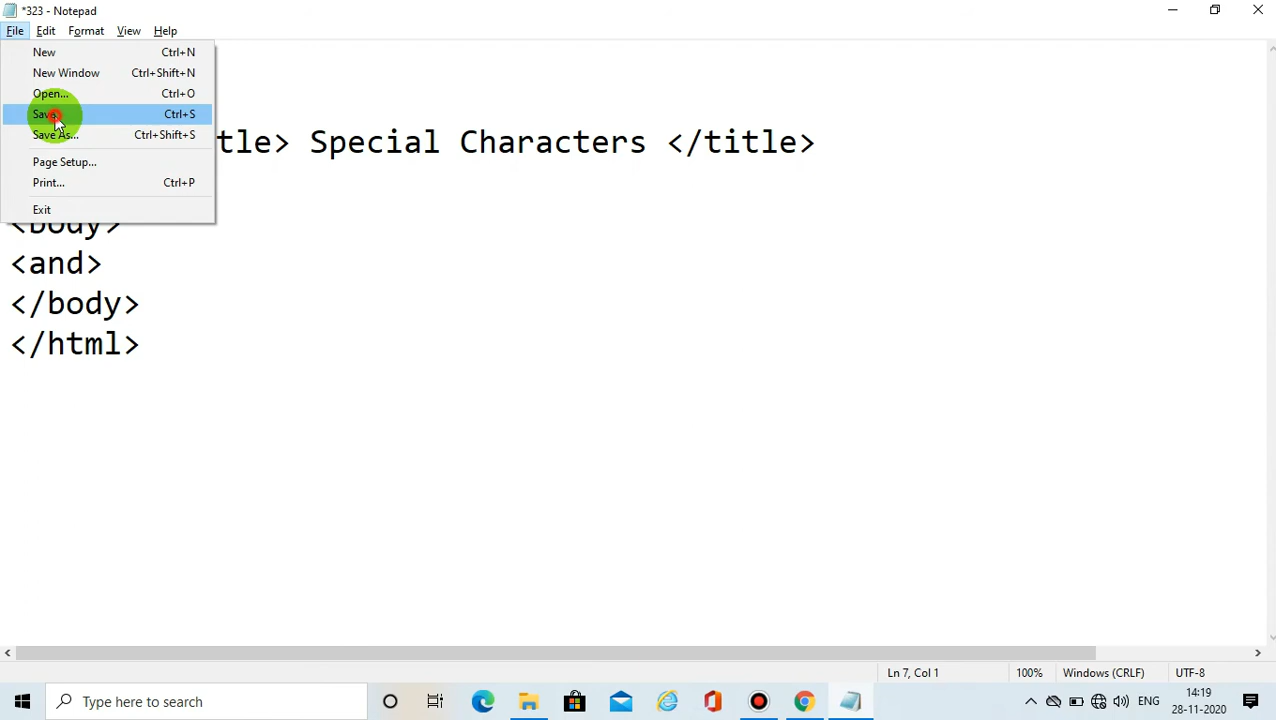 *323 - Notepad
File Edit Format View Help
New Ctrl+N
New Window Ctrl+Shift+N
Open... Ctrl+O
Save Ctrl+S
Save As... Ctrl+Shift+S
Page Setup...
Print... Ctrl+P
Exit
tle> Special Characters </title>
<body>
<and>
</body>
</html>
Ln 7, Col 1 100% Windows (CRLF) UTF-8
Type here to search
ENG
14:19
28-11-2020